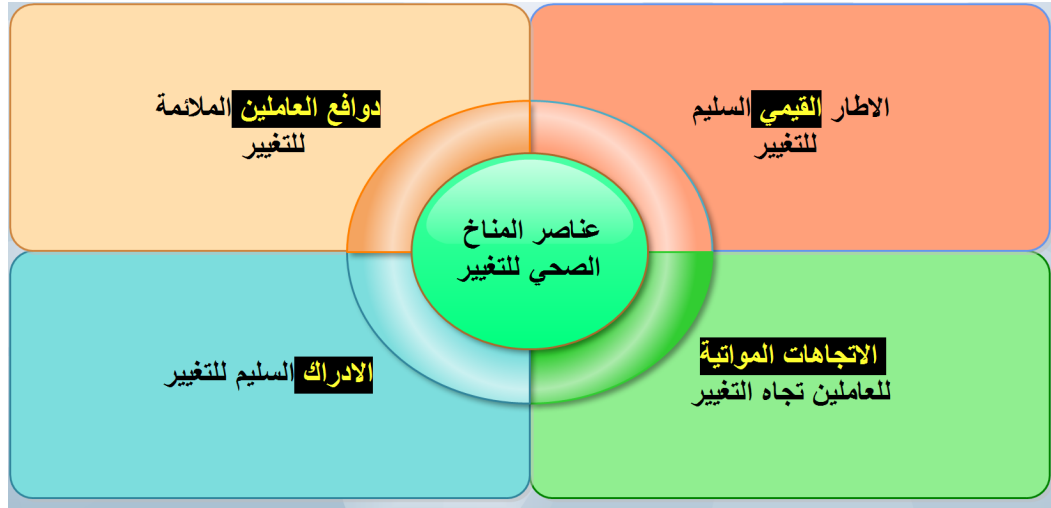 الاطار القيمي السليم
للتغيير
دوافع العاملين الملائمة
للتغيير
عناصر المناخ
الصحي للتغيير
الاتجاهات المواتية
للعاملين تجاه التغيير
الادراك السليم للتغيير